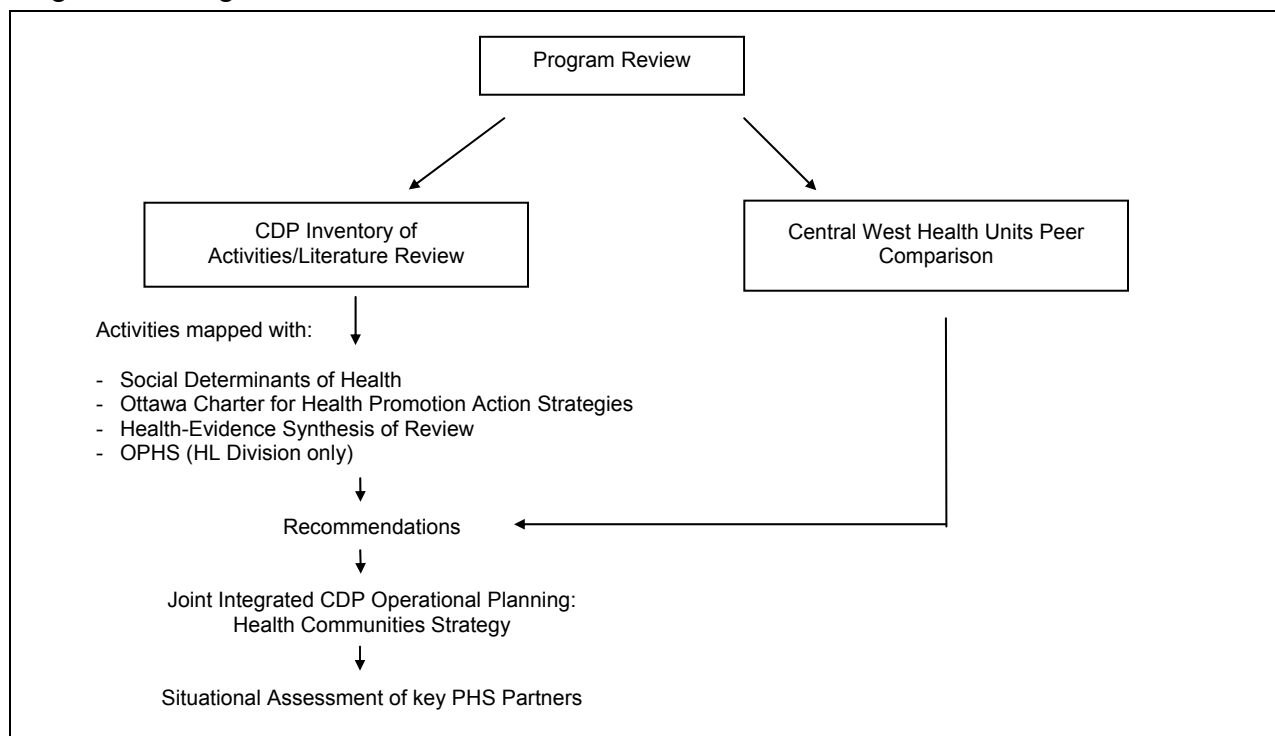 Program Review
CDP Inventory of
Activities/Literature Review
Central West Health Units Peer
Comparison
Activities mapped with:
- Social Determinants of Health
- Ottawa Charter for Health Promotion Action Strategies
- Health-Evidence Synthesis of Review
- OPHS (HL Division only)
Recommendations
Joint Integrated CDP Operational Planning:
Health Communities Strategy
Situational Assessment of key PHS Partners